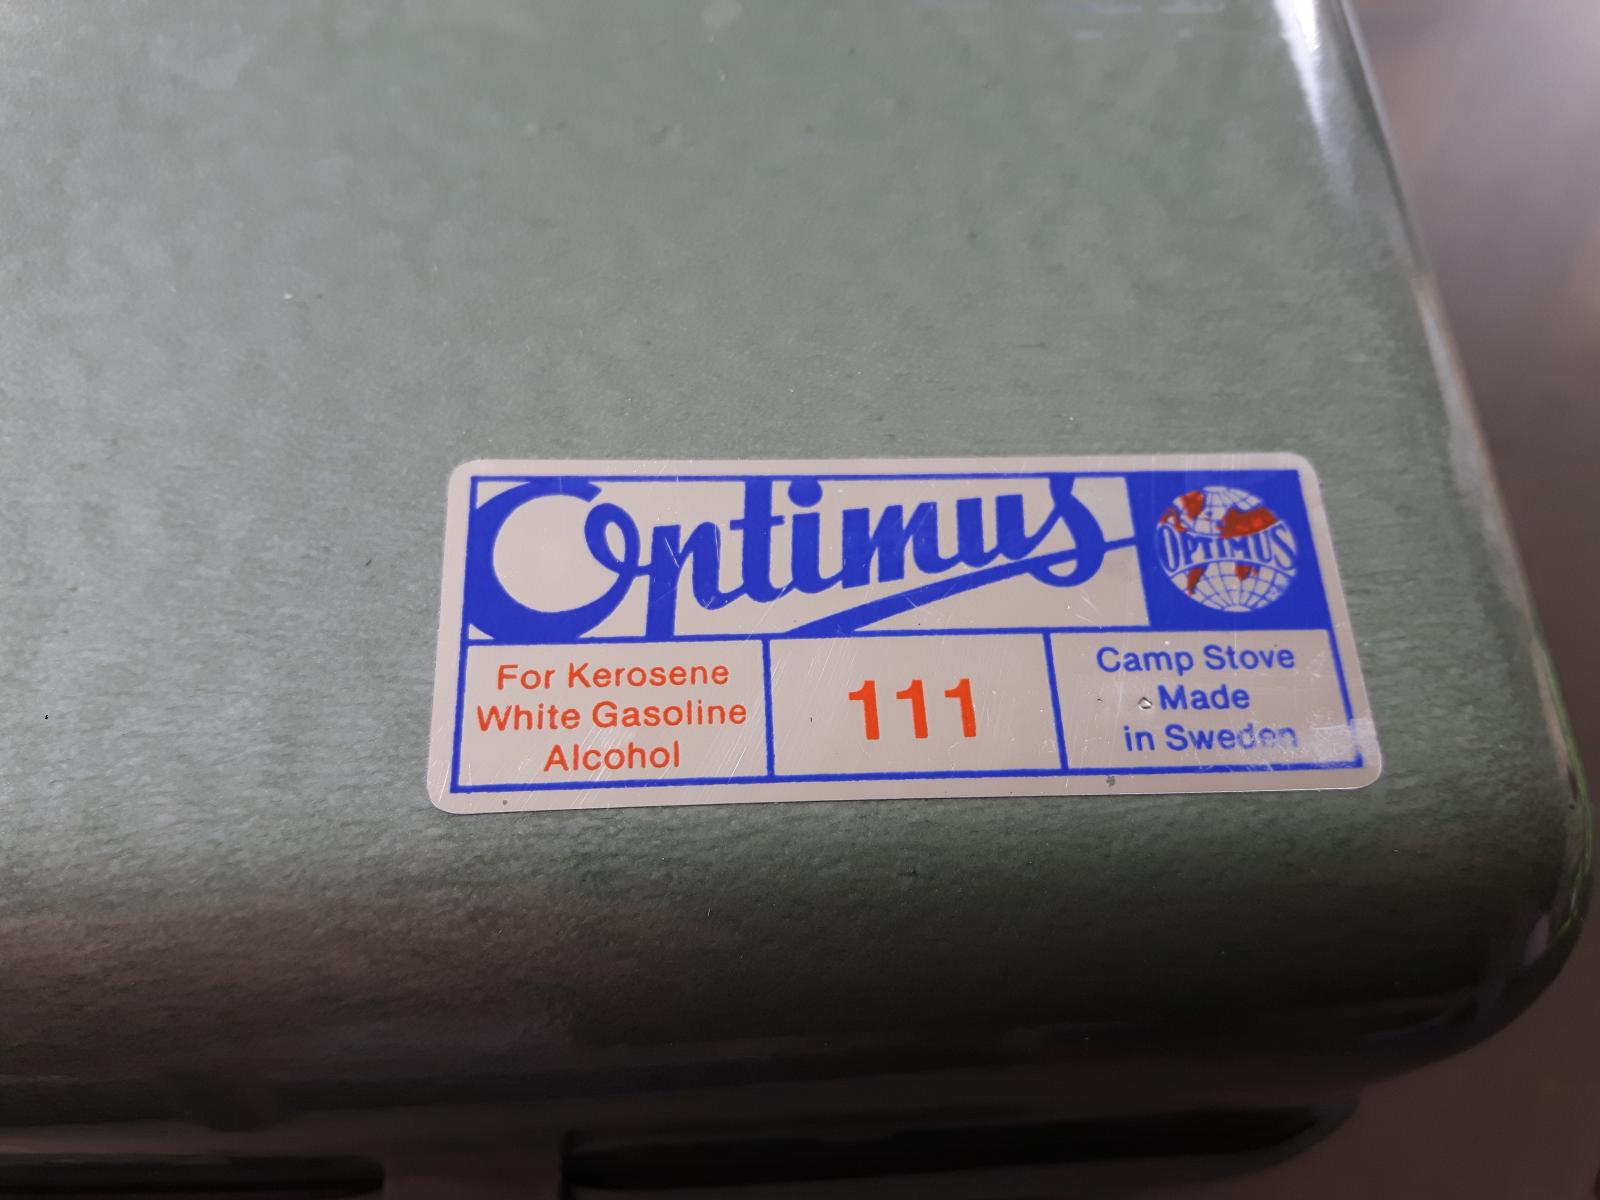 Optimus
OPTIMUS
For Kerosene
White Gasoline
Alcohol
111
Camp Stove
Made
in Sweden